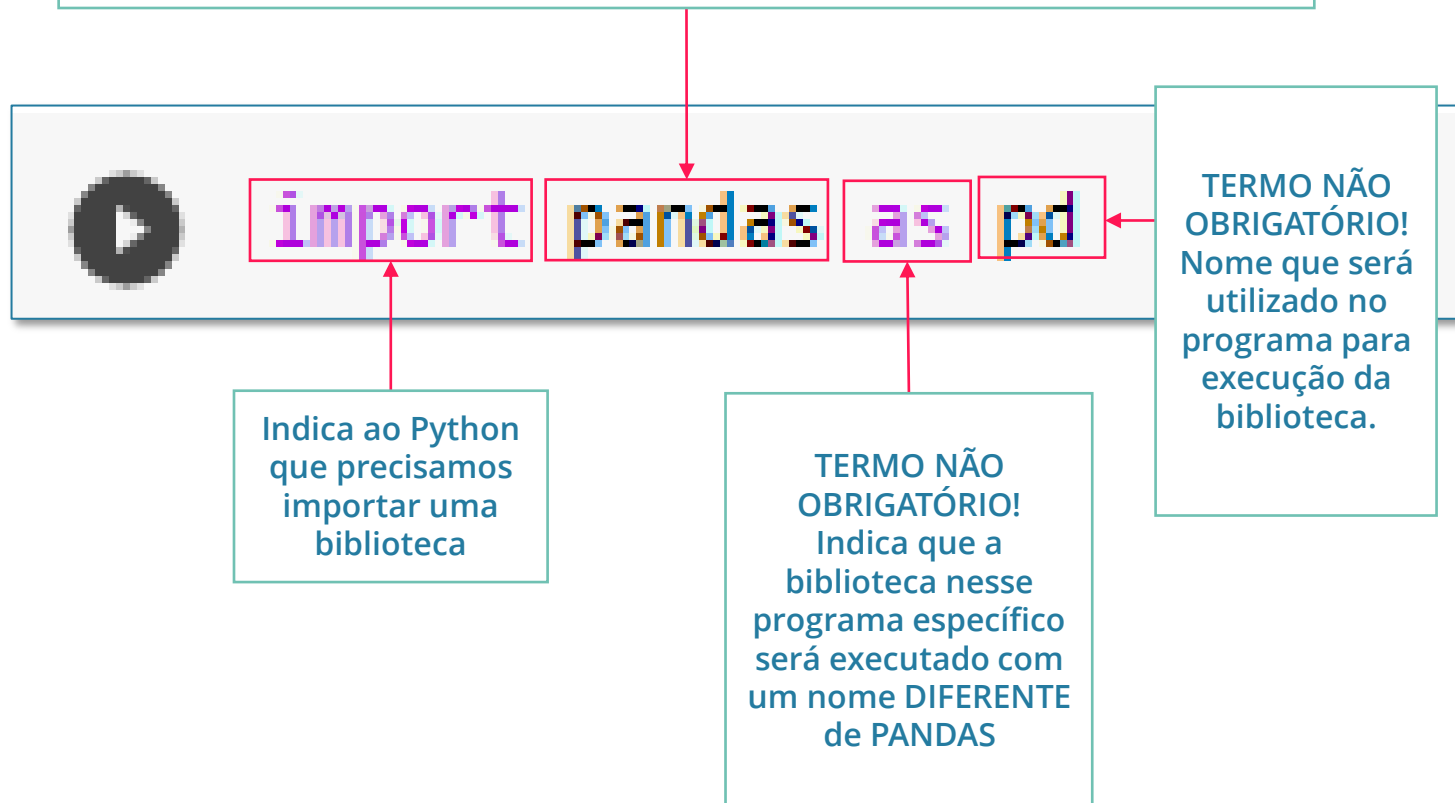 import pandas as pd
TERMO NÃO
OBRIGATÓRIO!
Nome que será
utilizado no
programa para
execução da
biblioteca.
Indica ao Python
que precisamos
importar uma
biblioteca
TERMO NÃO
OBRIGATÓRIO!
Indica que a
biblioteca nesse
programa específico
será executado com
um nome DIFERENTE
de PANDAS